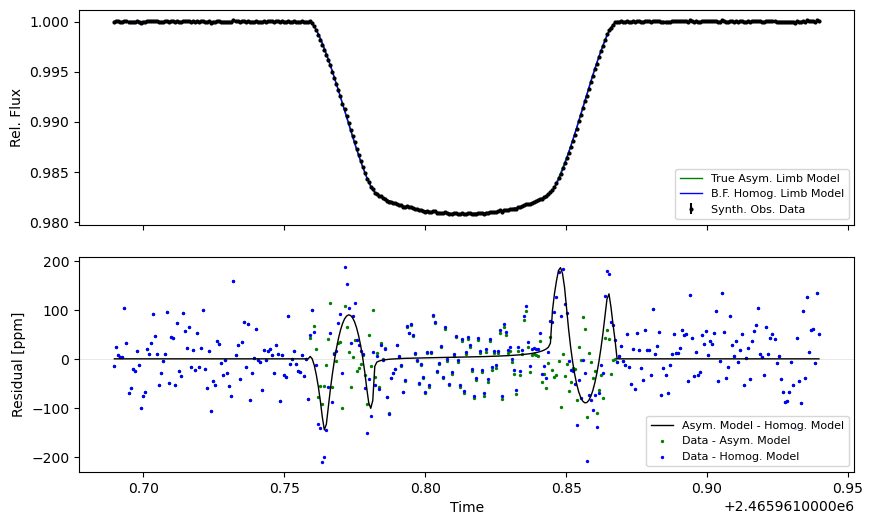 1.000
0.995
0.990
0.985
0.980
Rel. Flux
True Asym. Limb Model
B.F. Homog. Limb Model
Synth. Obs. Data
200
100
0
−100
−200
Residual [ppm]
Asym. Model - Homog. Model
Data - Asym. Model
Data - Homog. Model
0.70
0.75
0.80
0.85
0.90
0.95
Time
+2.4659610000e6